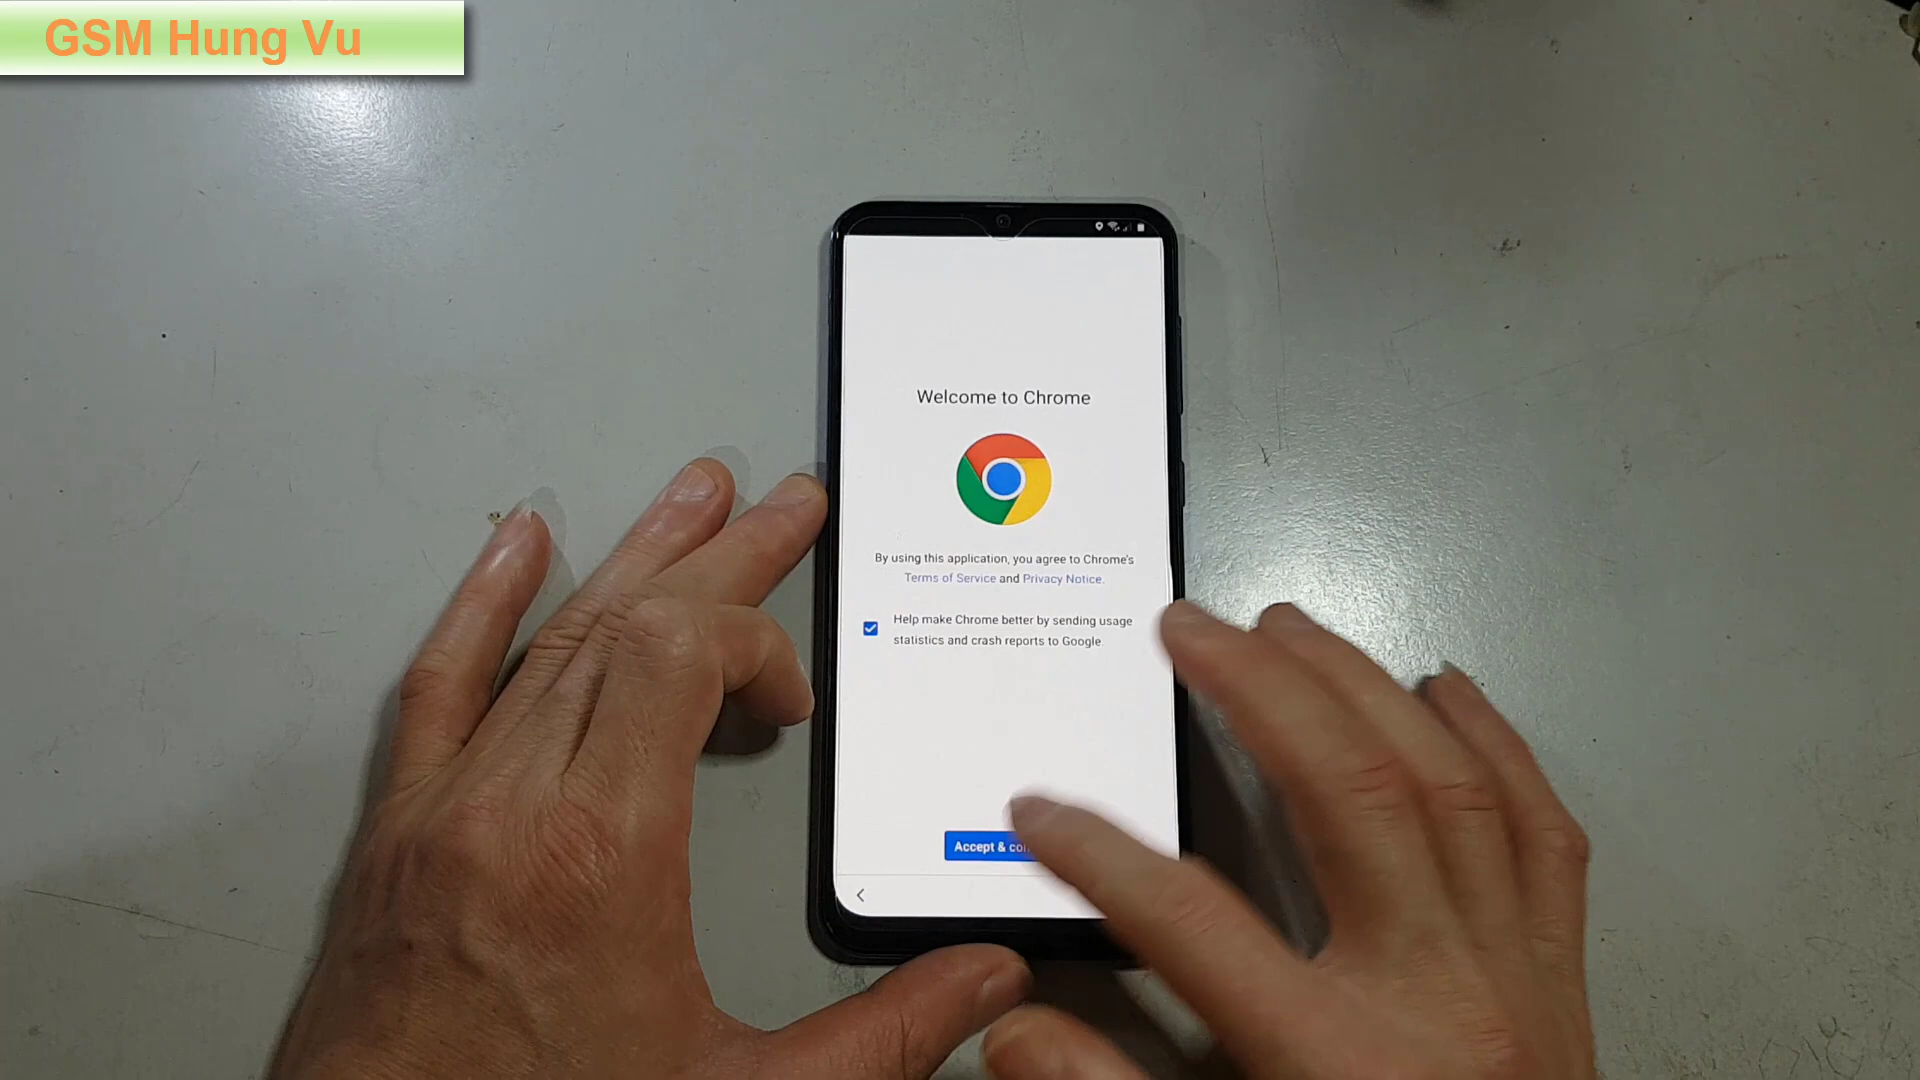 GSM Hung Vu
Welcome to Chrome
By using this application, you agree to Chrome's
Terms of Service and Privacy Notice.
Help make Chrome better by sending usage
statistics and crash reports to Google.
Accept &